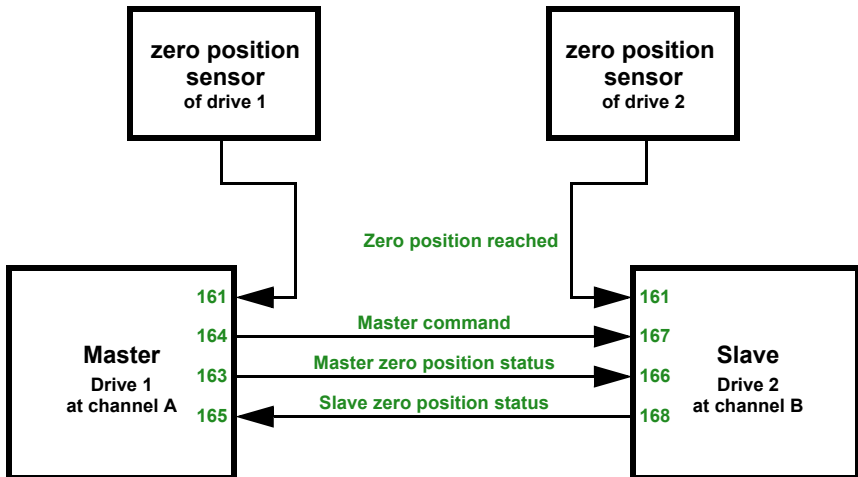 zero position
sensor
of drive 1
zero position
sensor
of drive 2
Zero position reached
161
161
164
Master command
167
Master
Drive 1
at channel A
163
Master zero position status
166
Slave
Drive 2
at channel B
165
Slave zero position status
168